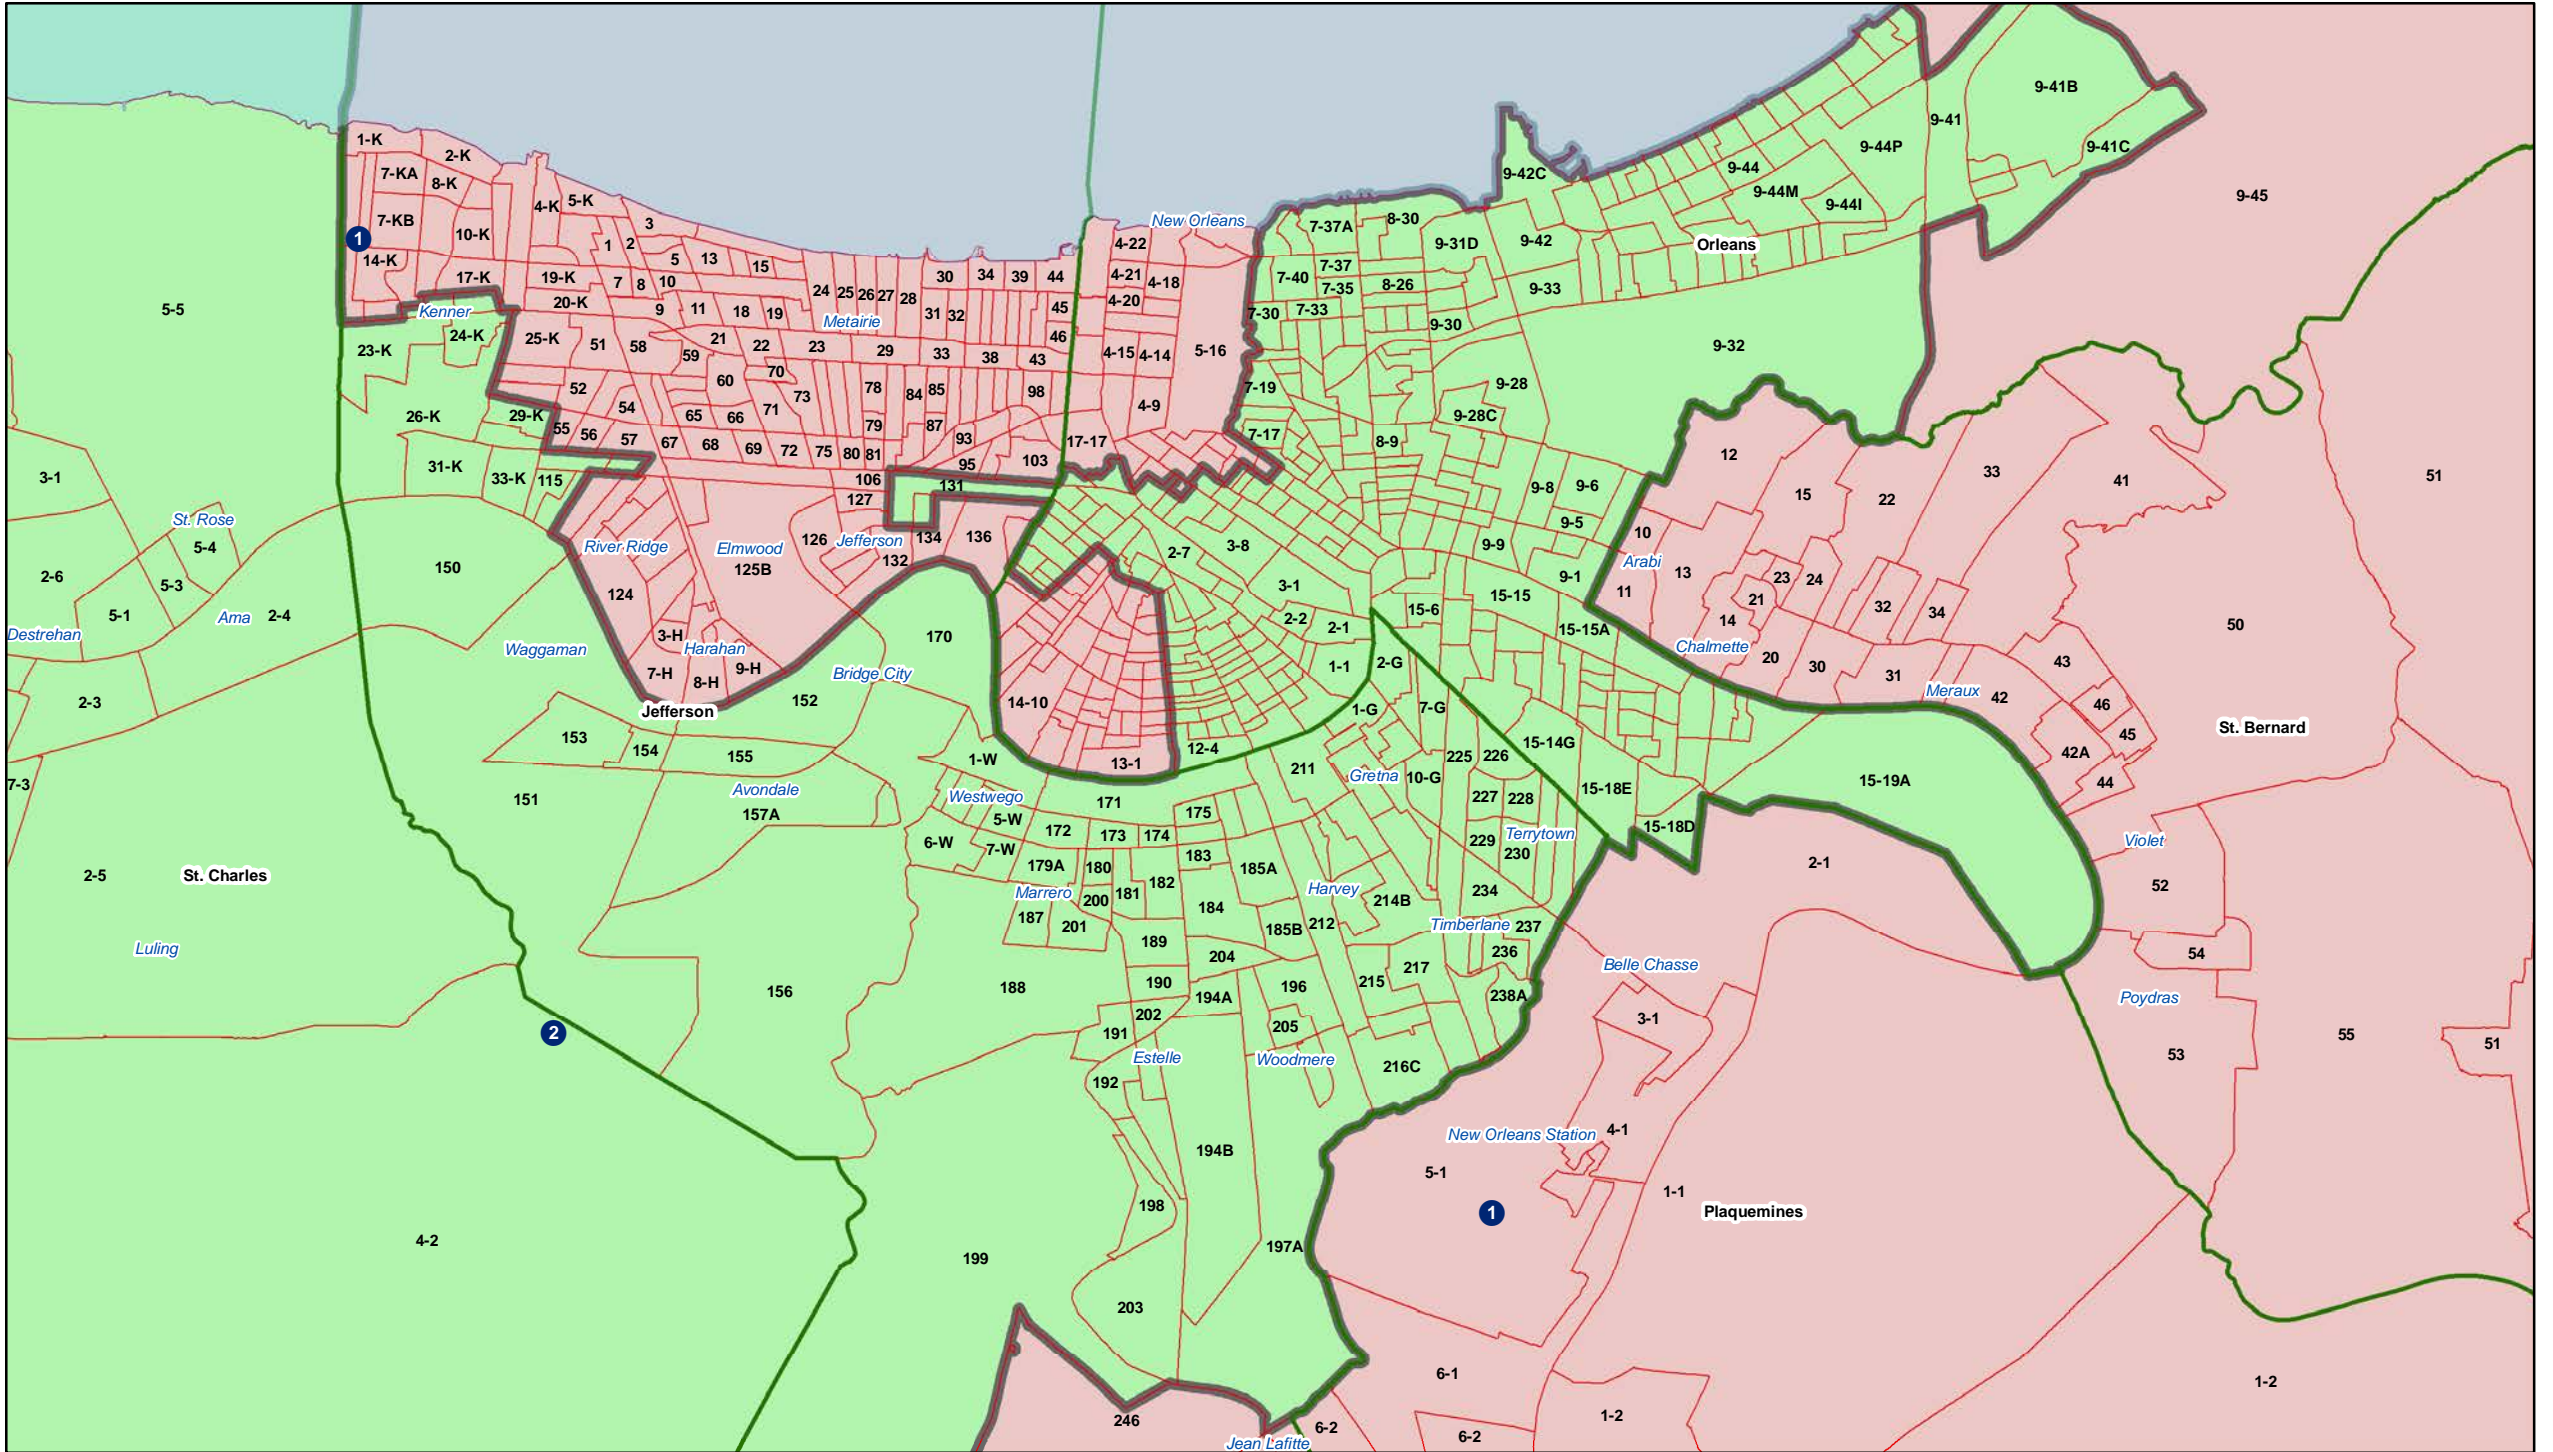 9-41B
9-41
9-41C
1-K
2-K
9-44P
7-KA
8-K
9-42C
9-44
9-44M
9-44I
9-45
4-K
5-K
7-KB
10-K
3
New Orleans
7-37A
8-30
1
1
2
4-22
9-31D
9-42
Orleans
14-K
5
13
15
17-K
19-K
7
8
10
30
34
39
44
4-21
4-18
7-40
7-37
7-35
8-26
9-33
24
25
26
27
28
20-K
4-20
5-5
Kenner
9
11
18
19
Metairie
31
32
45
7-30
7-33
9-30
24-K
25-K
51
58
21
22
23
29
33
38
43
46
4-15
4-14
5-16
9-32
23-K
59
60
70
52
73
78
84
85
98
7-19
9-28
26-K
29-K
54
65
66
71
79
87
4-9
9-28C
55
56
57
67
68
69
72
75
80
81
93
17-17
7-17
8-9
12
31-K
95
103
33
3-1
33-K
115
106
131
41
51
127
9-8
9-6
15
22
St. Rose
9-5
10
5-4
River Ridge
Elmwood
126
Jefferson
134
136
2-7
3-8
9-9
Arabi
2-6
150
125B
132
9-1
13
23
24
5-3
3-1
11
5-1
Ama
2-4
124
15-6
15-15
21
32
34
Destrehan
3-H
170
2-2
2-1
15-15A
14
50
Waggaman
Harahan
Chalmette
7-H
8-H
9-H
Bridge City
1-1
2-G
20
30
31
43
2-3
152
14-10
1-G
7-G
Meraux
42
46
Jefferson
153
154
155
12-4
15-14G
45
St. Bernard
1-W
13-1
225
226
42A
7-3
Avondale
211
Gretna
10-G
15-18E
15-19A
44
151
157A
Westwego
171
227
228
5-W
175
6-W
7-W
172
173
174
229
230
Terrytown
15-18D
Violet
2-5
St. Charles
179A
180
183
185A
2-1
Marrero
200
181
182
Harvey
214B
234
52
187
201
184
185B
212
Timberlane
237
Luling
189
204
236
54
156
188
190
194A
196
215
217
238A
Belle Chasse
Poydras
2
202
205
3-1
191
Estelle
Woodmere
216C
53
55
51
192
New Orleans Station
4-1
194B
5-1
1-1
198
1
Plaquemines
4-2
199
197A
203
6-1
1-2
246
6-2
1-2
6-2
Jean Lafitte